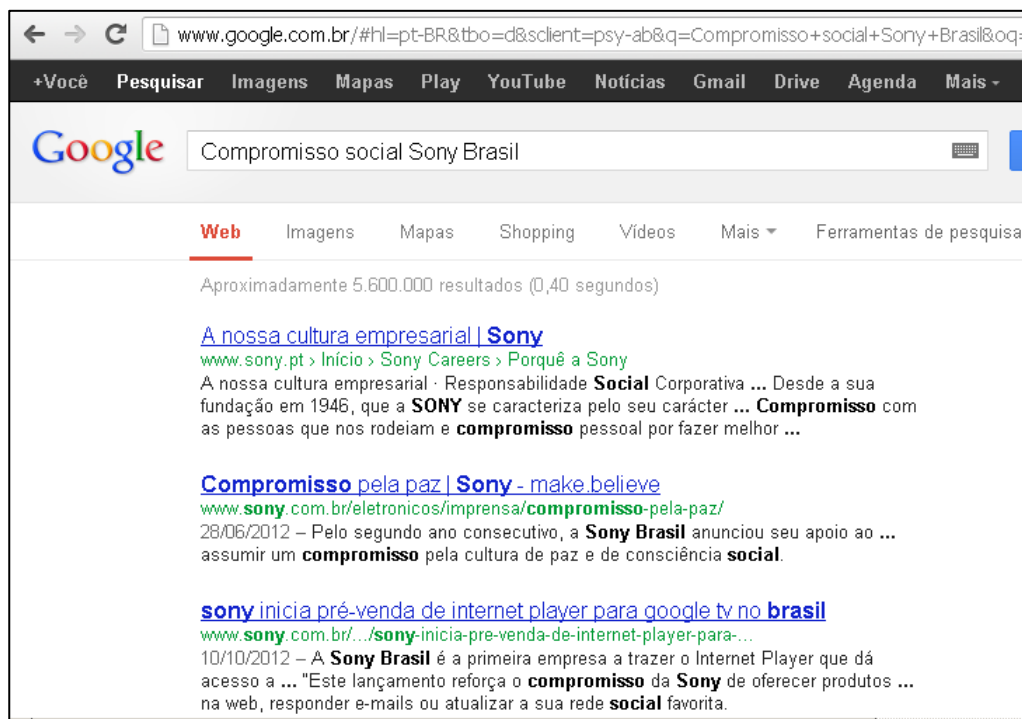 www.google.com.br/#hl=pt-BR&tbo=d&sclient=psy-ab&q=Compromisso+social+Sony+Brasil&oq=
+Você Pesquisar Imagens Mapas Play YouTube Notícias Gmail Drive Agenda Mais
Google Compromisso social Sony Brasil
Web Imagens Mapas Shopping Vídeos Mais Ferramentas de pesquisa
Aproximadamente 5.600.000 resultados (0,40 segundos)
A nossa cultura empresarial | Sony
www.sony.pt › Início › Sony Careers › Porquê a Sony
A nossa cultura empresarial · Responsabilidade Social Corporativa ... Desde a sua
fundação em 1946, que a SONY se caracteriza pelo seu carácter ... Compromisso com
as pessoas que nos rodeiam e compromisso pessoal por fazer melhor ...
Compromisso pela paz | Sony - make.believe
www.sony.com.br/eletronicos/imprensa/compromisso-pela-paz/
28/06/2012 – Pelo segundo ano consecutivo, a Sony Brasil anunciou seu apoio ao ...
assumir um compromisso pela cultura de paz e de consciência social.
sony inicia pré-venda de internet player para google tv no brasil
www.sony.com.br/.../sony-inicia-pre-venda-de-internet-player-para-...
10/10/2012 – A Sony Brasil é a primeira empresa a trazer o Internet Player que dá
acesso a ... "Este lançamento reforça o compromisso da Sony de oferecer produtos ...
na web, responder e-mails ou atualizar a sua rede social favorita.